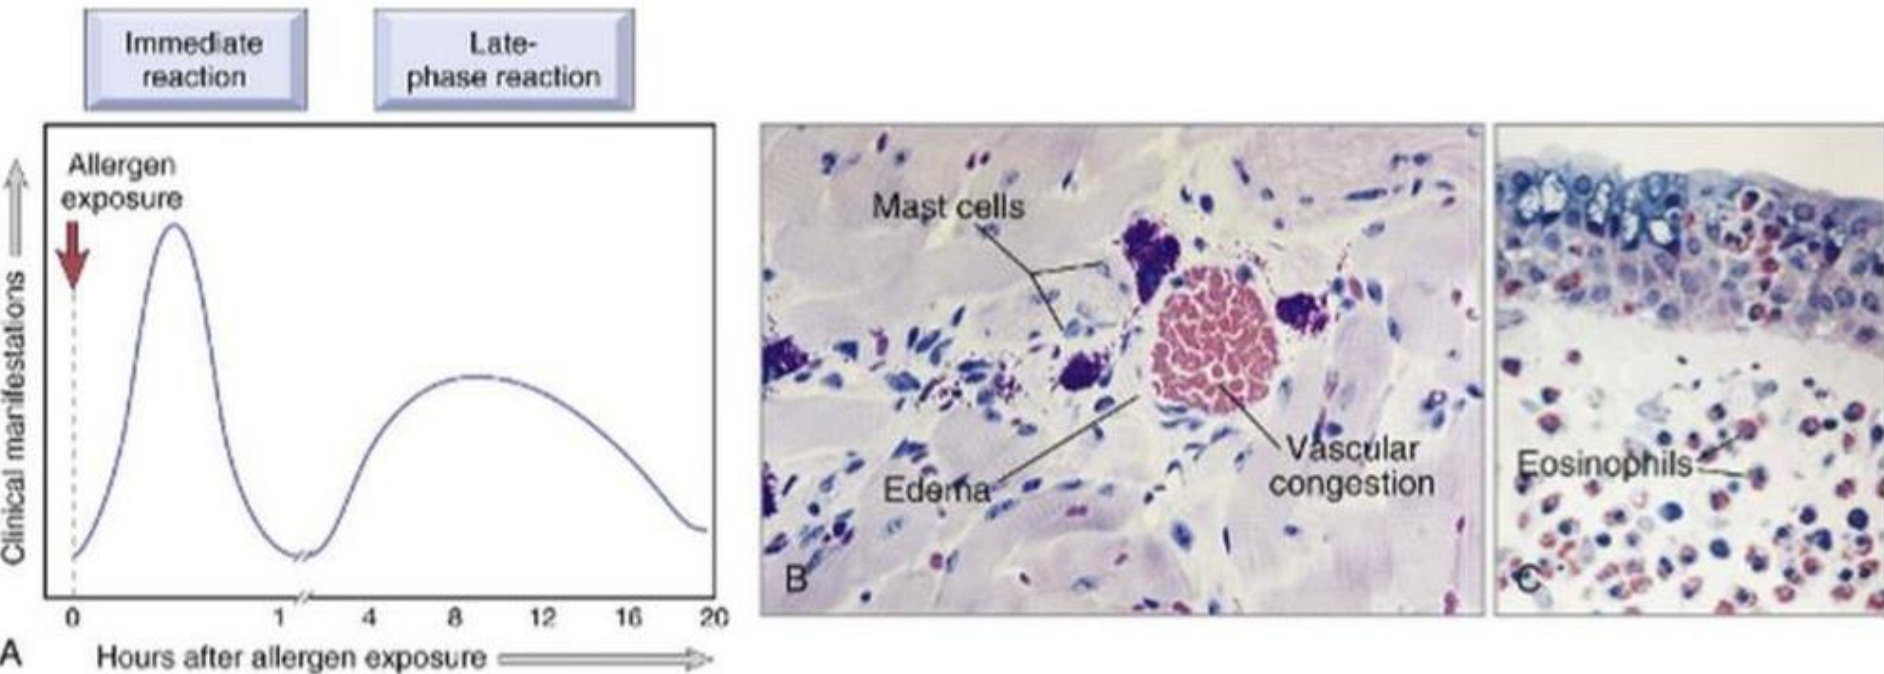 Immediate
reaction
Late-
phase reaction
Allergen
exposure
Clinical manifestations
0 1 4 8 12 16 20
A
Hours after allergen exposure
Mast cells
Edema
Vascular
congestion
B
Eosinophils
C